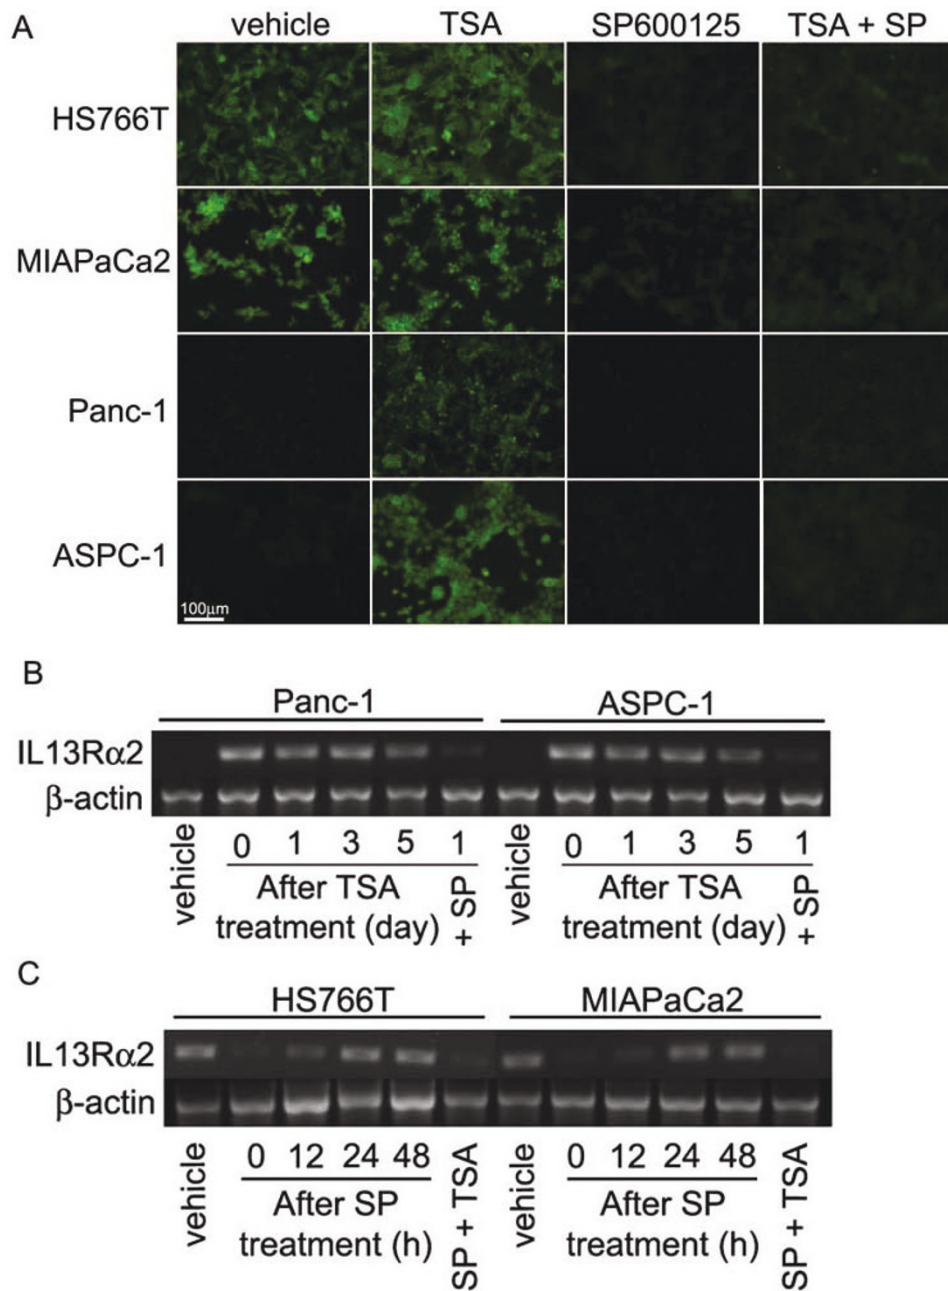 A
vehicle TSA SP600125 TSA + SP
HS766T
MIAPaCa2
Panc-1
ASPC-1
100μm
B
Panc-1 ASPC-1
IL13Rα2
β-actin
vehicle 0 1 3 5 1 vehicle 0 1 3 5 1
After TSA + SP After TSA + SP
treatment (day) treatment (day)
C
HS766T MIAPaCa2
IL13Rα2
β-actin
vehicle 0 12 24 48 SP + TSA vehicle 0 12 24 48 SP + TSA
After SP After SP
treatment (h) treatment (h)